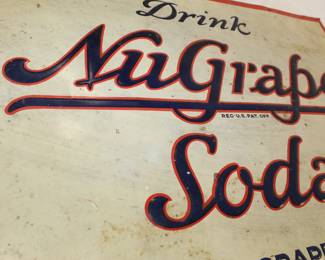 Drink
NuGrape
REG. U.S. PAT. OFF.
Soda